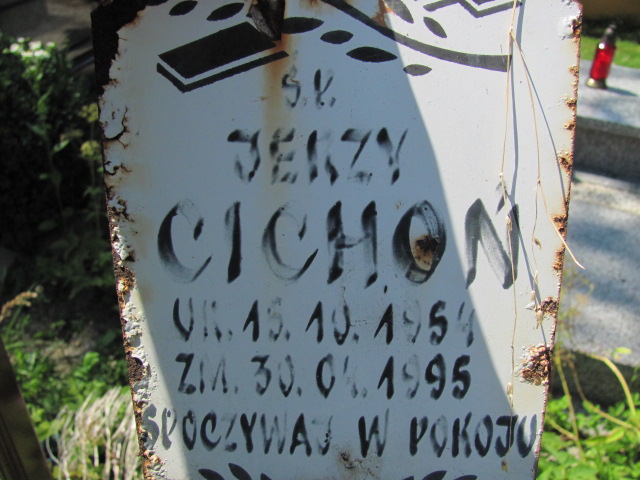 Ś.P.
JERZY
CICHOŃ
UR. 15. 10. 1954
ZM. 30. 04. 1995
SPOCZYWAJ W POKOJU